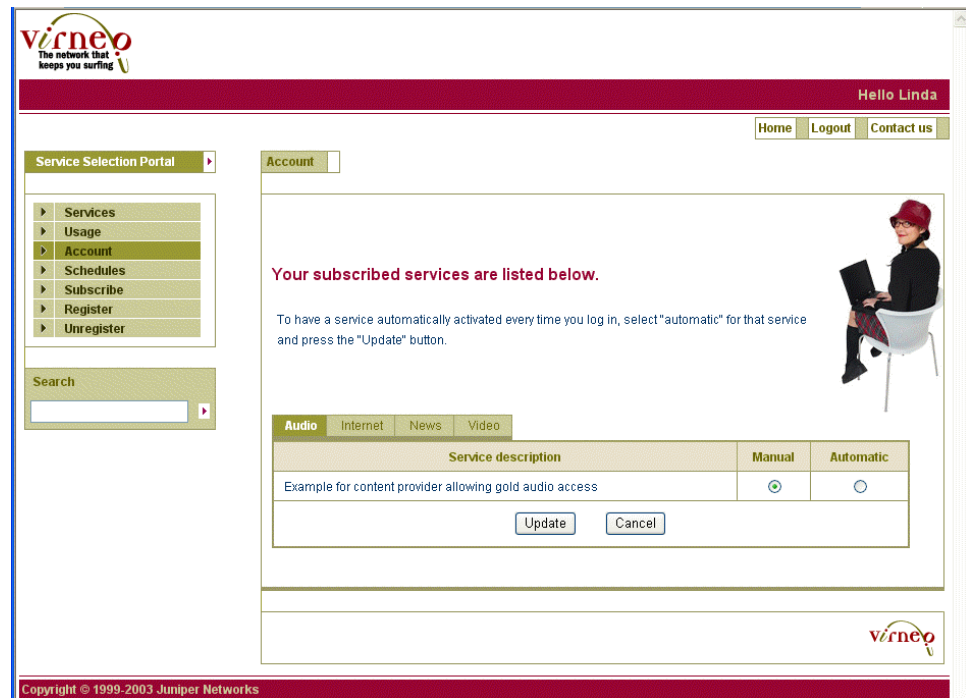 Virneo
The network that
keeps you surfing
Hello Linda
Home Logout Contact us
Service Selection Portal
Account
Services
Usage
Account
Schedules
Subscribe
Register
Unregister
Your subscribed services are listed below.
To have a service automatically activated every time you log in, select "automatic" for that service
and press the "Update" button.
Search
Audio Internet News Video
Service description Manual Automatic
Example for content provider allowing gold audio access
Update Cancel
virneo
Copyright © 1999-2003 Juniper Networks